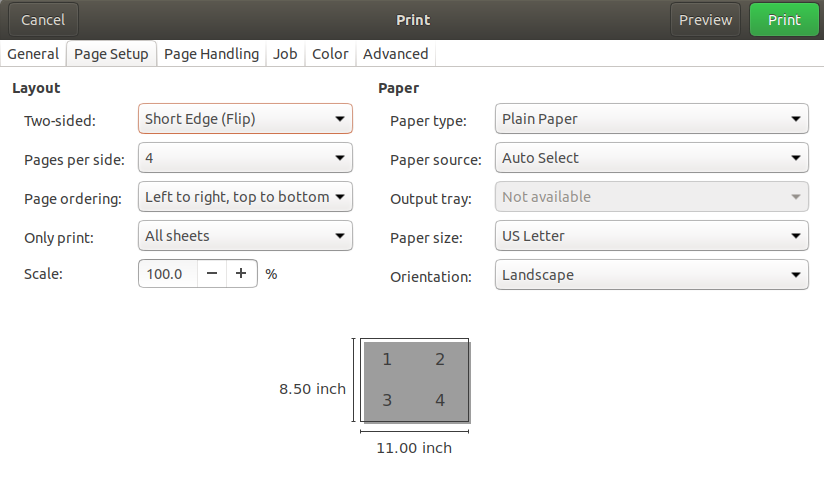 Cancel Print Preview Print
General Page Setup Page Handling Job Color Advanced
Layout Paper
Two-sided: Short Edge (Flip) Paper type: Plain Paper
Pages per side: 4 Paper source: Auto Select
Page ordering: Left to right, top to bottom Output tray: Not available
Only print: All sheets Paper size: US Letter
Scale: 100.0 − + % Orientation: Landscape
1 2
8.50 inch
3 4
11.00 inch